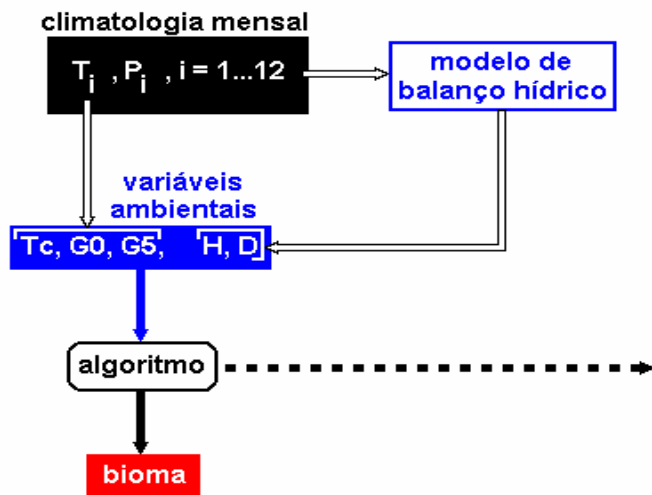 climatologia mensal
Ti , Pi , i = 1...12
modelo de
balanço hídrico
variáveis
ambientais
Tc, G0, G5, H, D
algoritmo
bioma